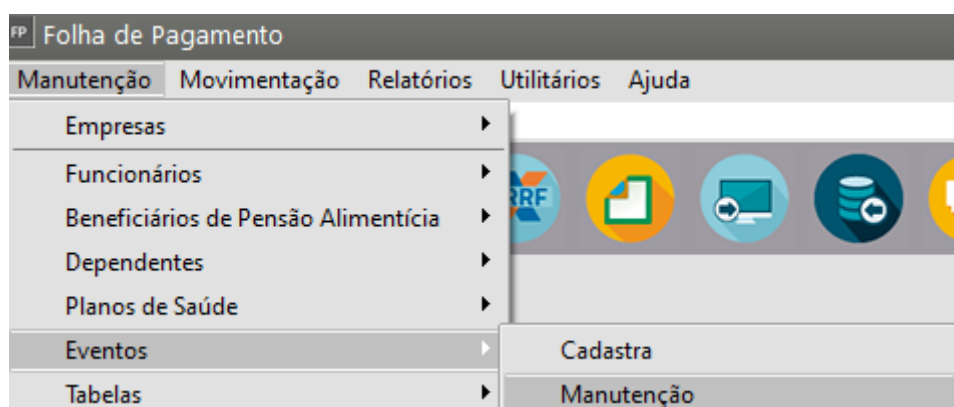 FP Folha de Pagamento
Manutenção Movimentação Relatórios Utilitários Ajuda
Empresas
Funcionários
RRF
Beneficiários de Pensão Alimentícia
Dependentes
Planos de Saúde
Eventos
Cadastra
Tabelas
Manutenção